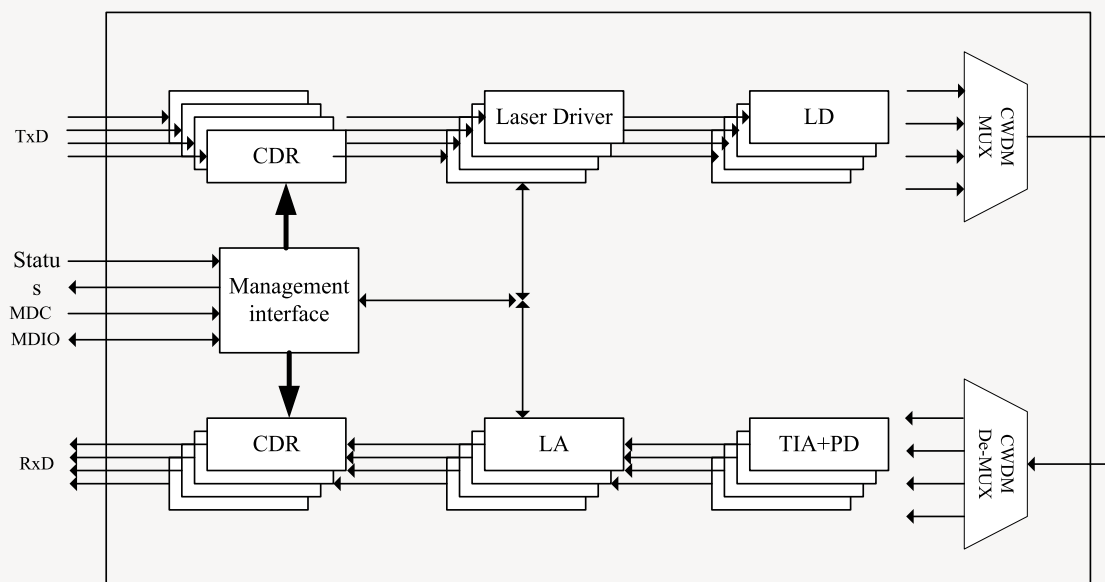 TxD
CDR
Laser Driver
LD
CWDM
MUX
Statu
s
MDC
MDIO
Management
interface
RxD
CDR
LA
TIA+PD
CWDM
De-MUX